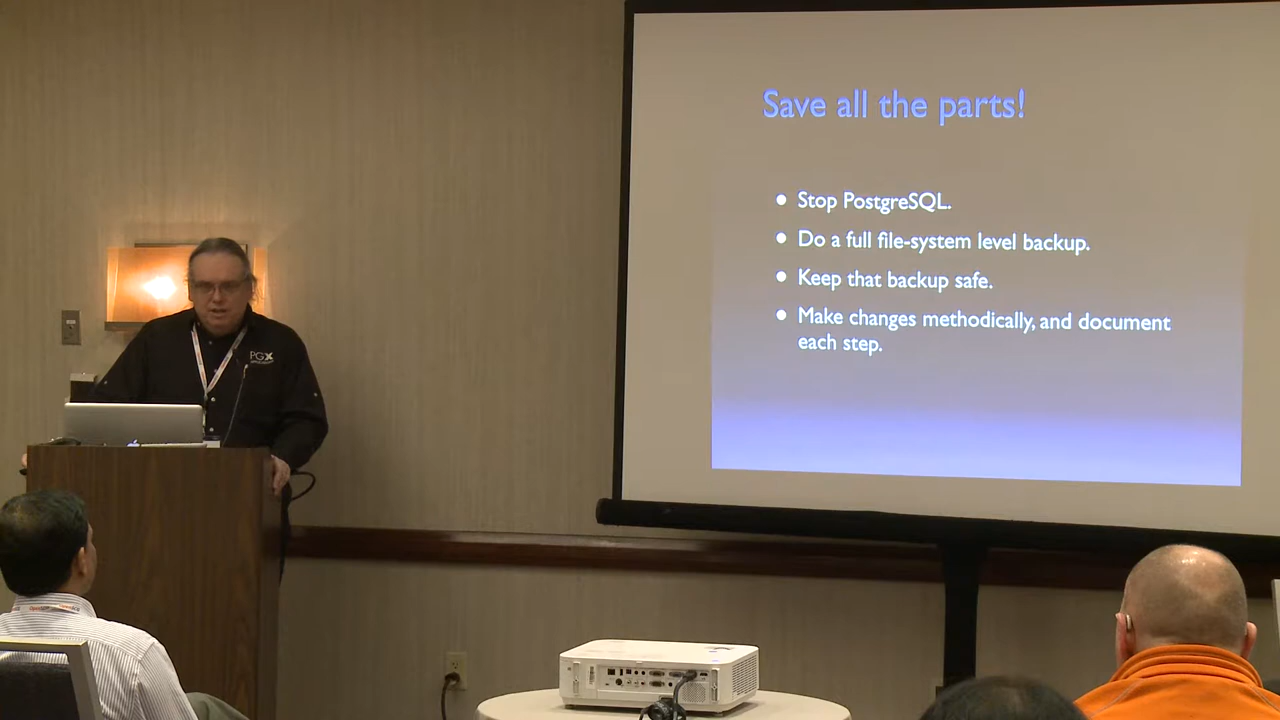 Save all the parts!
Stop PostgreSQL.
Do a full file-system level backup.
Keep that backup safe.
Make changes methodically, and document
each step.
PGX